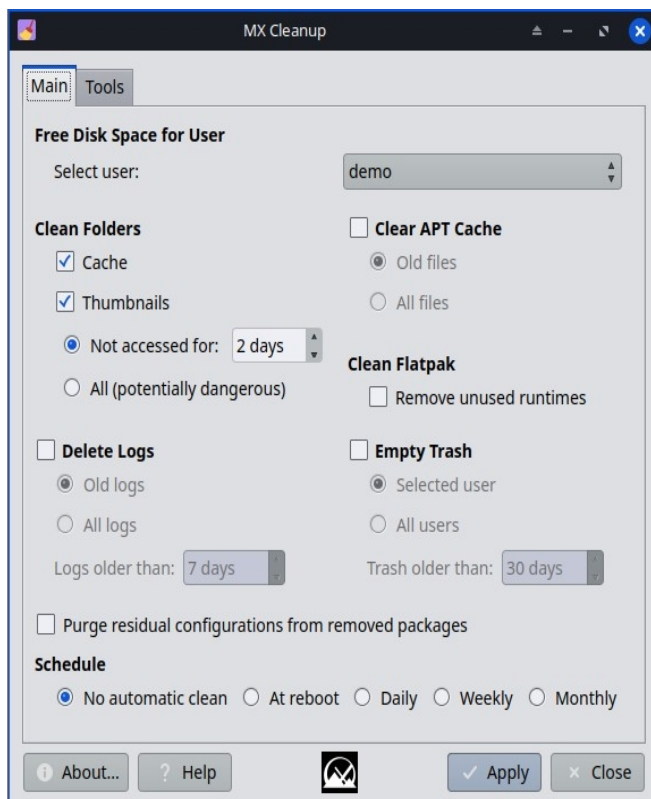 MX Cleanup
Main Tools
Free Disk Space for User
Select user: demo
Clean Folders
Cache
Thumbnails
Not accessed for: 2 days
All (potentially dangerous)
Clear APT Cache
Old files
All files
Clean Flatpak
Remove unused runtimes
Delete Logs
Old logs
All logs
Logs older than: 7 days
Empty Trash
Selected user
All users
Trash older than: 30 days
Purge residual configurations from removed packages
Schedule
No automatic clean At reboot Daily Weekly Monthly
About... Help Apply Close